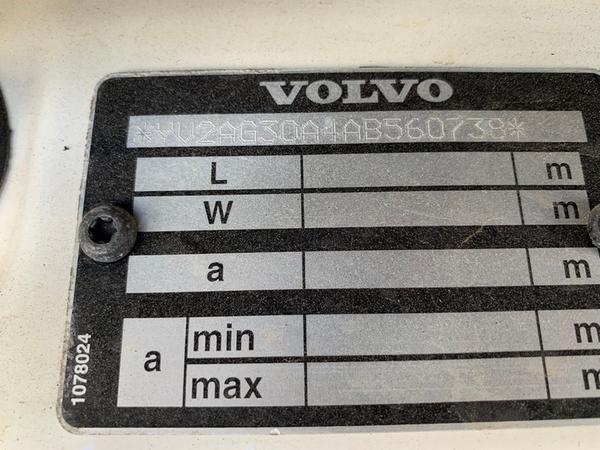 VOLVO
*YV2AG30A4AB560738*
L m
W m
a m
a min m
max m
1078024